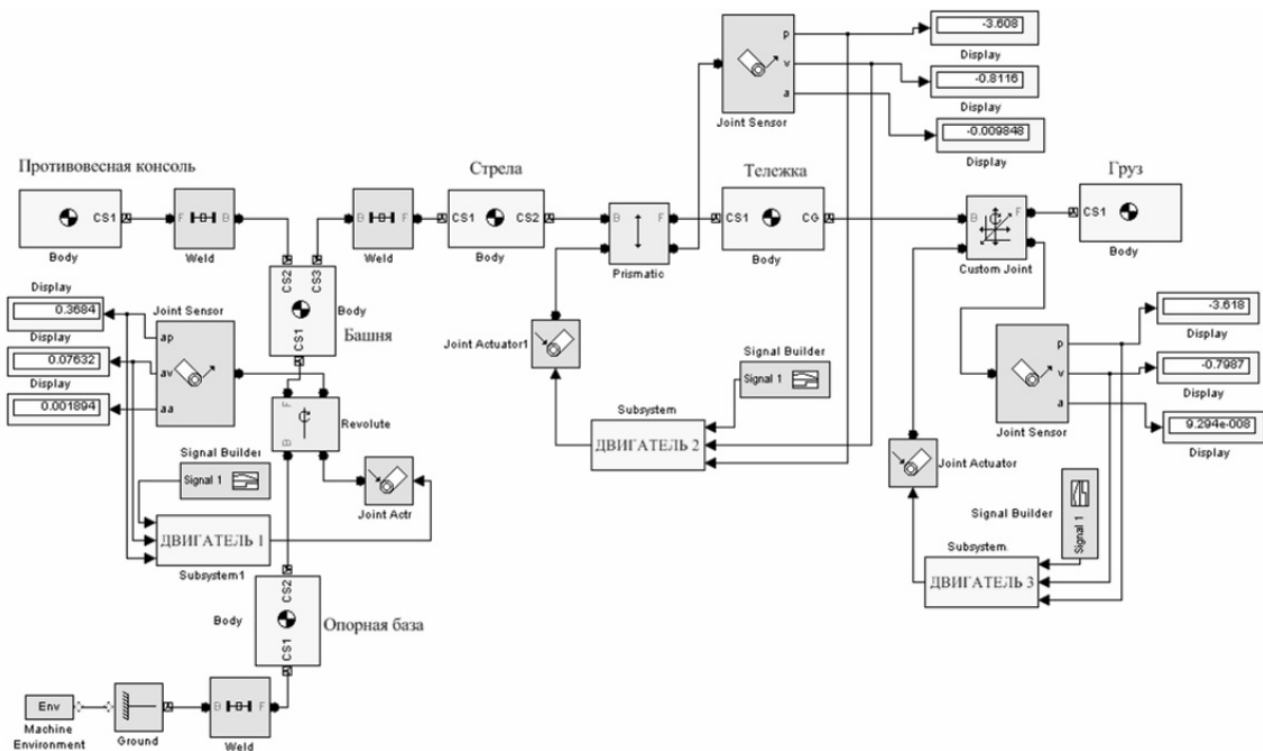 -3.608
Display
p
v
a
-0.8116
Display
-0.009848
Display
Joint Sensor
Противовесная консоль
Стрела
Тележка
Груз
CS1
F
B
B
F
CS1
CS2
B
F
CS1
CG
B
F
CS1
Body
Weld
Weld
Body
Prismatic
Body
Custom Joint
Body
CS2
CS3
Body
Башня
CS1
Display
0.3684
Display
0.07632
Display
0.001894
Joint Sensor
ap
av
aa
F
B
Revolute
Joint Actuator1
Signal Builder
Signal 1
Subsystem
ДВИГАТЕЛЬ 2
p
v
a
Joint Sensor
-3.618
Display
-0.7987
Display
9.294e-008
Display
Signal Builder
Signal 1
Joint Actr
ДВИГАТЕЛЬ 1
Subsystem1
Joint Actuator
Signal Builder
Signal 1
Subsystem.
ДВИГАТЕЛЬ 3
CS2
Body
Опорная база
CS1
Env
Machine
Environment
Ground
B
F
Weld